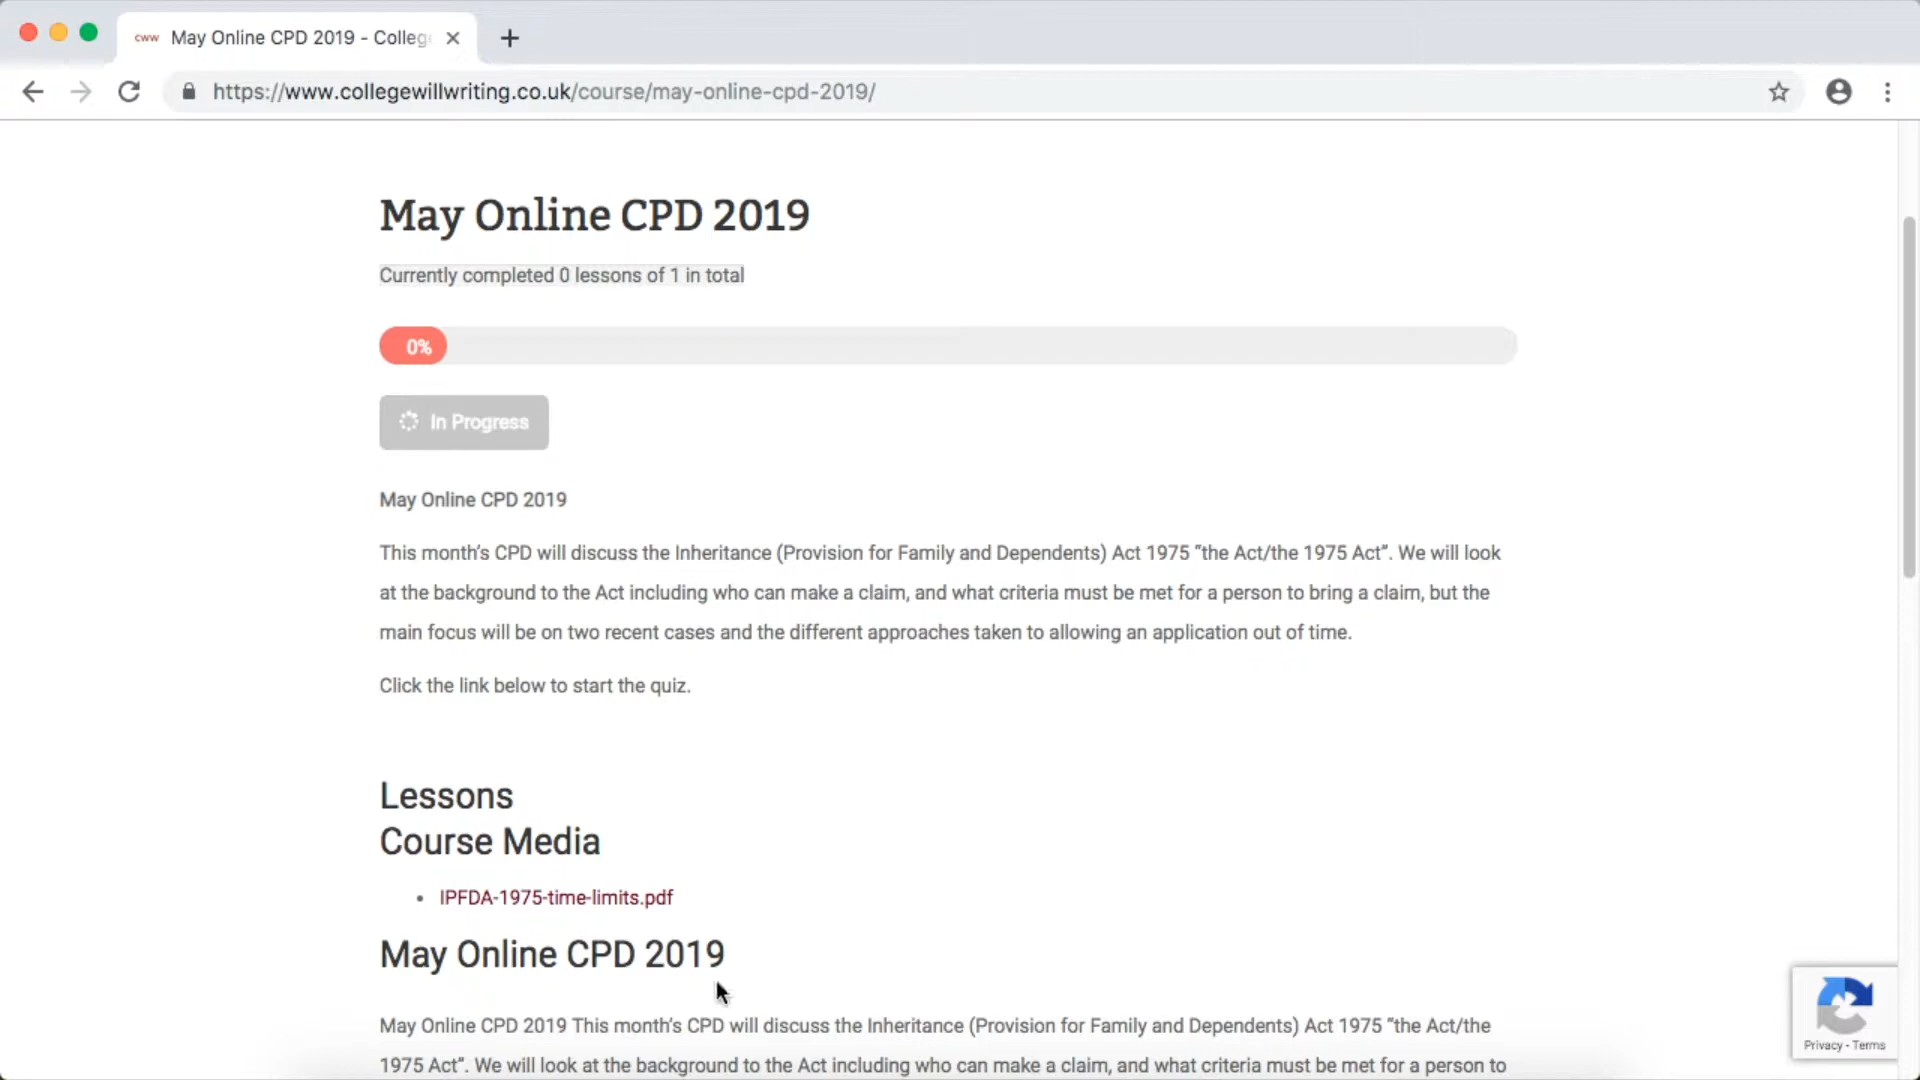 cww May Online CPD 2019 - Colleg
https://www.collegewillwriting.co.uk/course/may-online-cpd-2019/
May Online CPD 2019
Currently completed 0 lessons of 1 in total
0%
In Progress
May Online CPD 2019
This month’s CPD will discuss the Inheritance (Provision for Family and Dependents) Act 1975 “the Act/the 1975 Act”. We will look
at the background to the Act including who can make a claim, and what criteria must be met for a person to bring a claim, but the
main focus will be on two recent cases and the different approaches taken to allowing an application out of time.
Click the link below to start the quiz.
Lessons
Course Media
• IPFDA-1975-time-limits.pdf
May Online CPD 2019
May Online CPD 2019 This month’s CPD will discuss the Inheritance (Provision for Family and Dependents) Act 1975 “the Act/the
1975 Act”. We will look at the background to the Act including who can make a claim, and what criteria must be met for a person to
Privacy - Terms